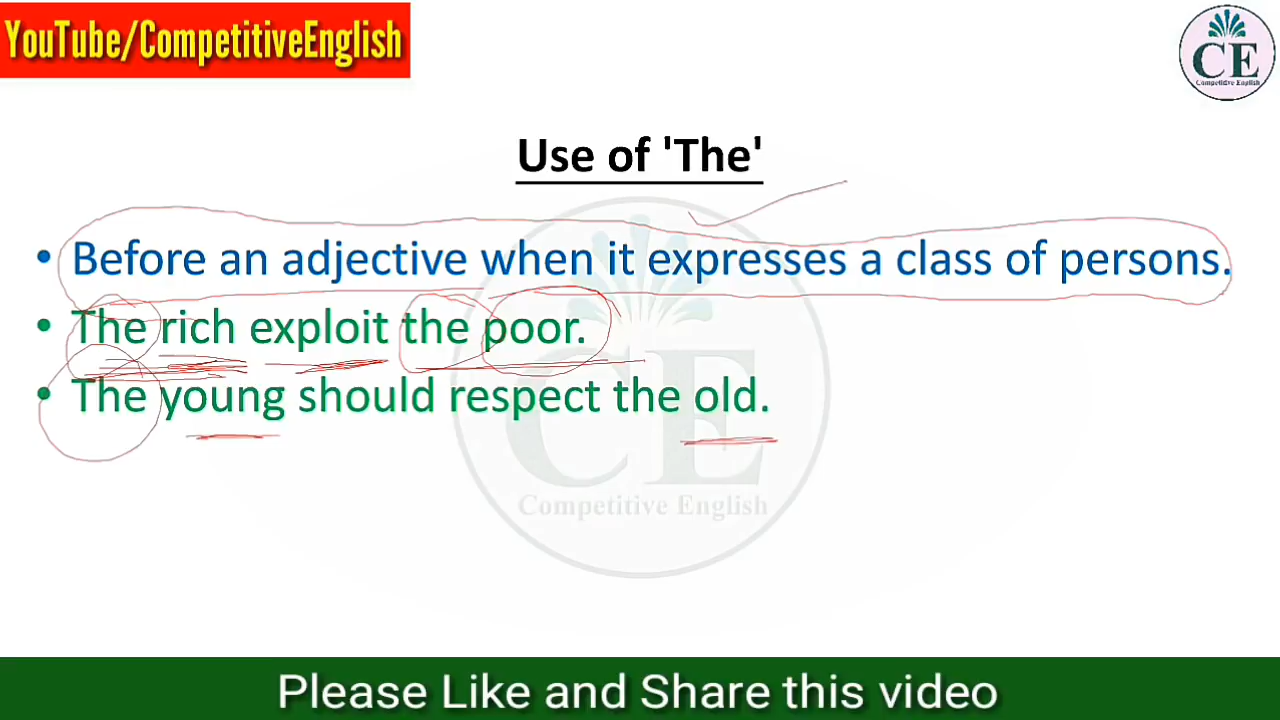 YouTube/CompetitiveEnglish
CE
Competitive English
Use of 'The'
• Before an adjective when it expresses a class of persons.
• The rich exploit the poor.
• The young should respect the old.
CE
Competitive English
Please Like and Share this video